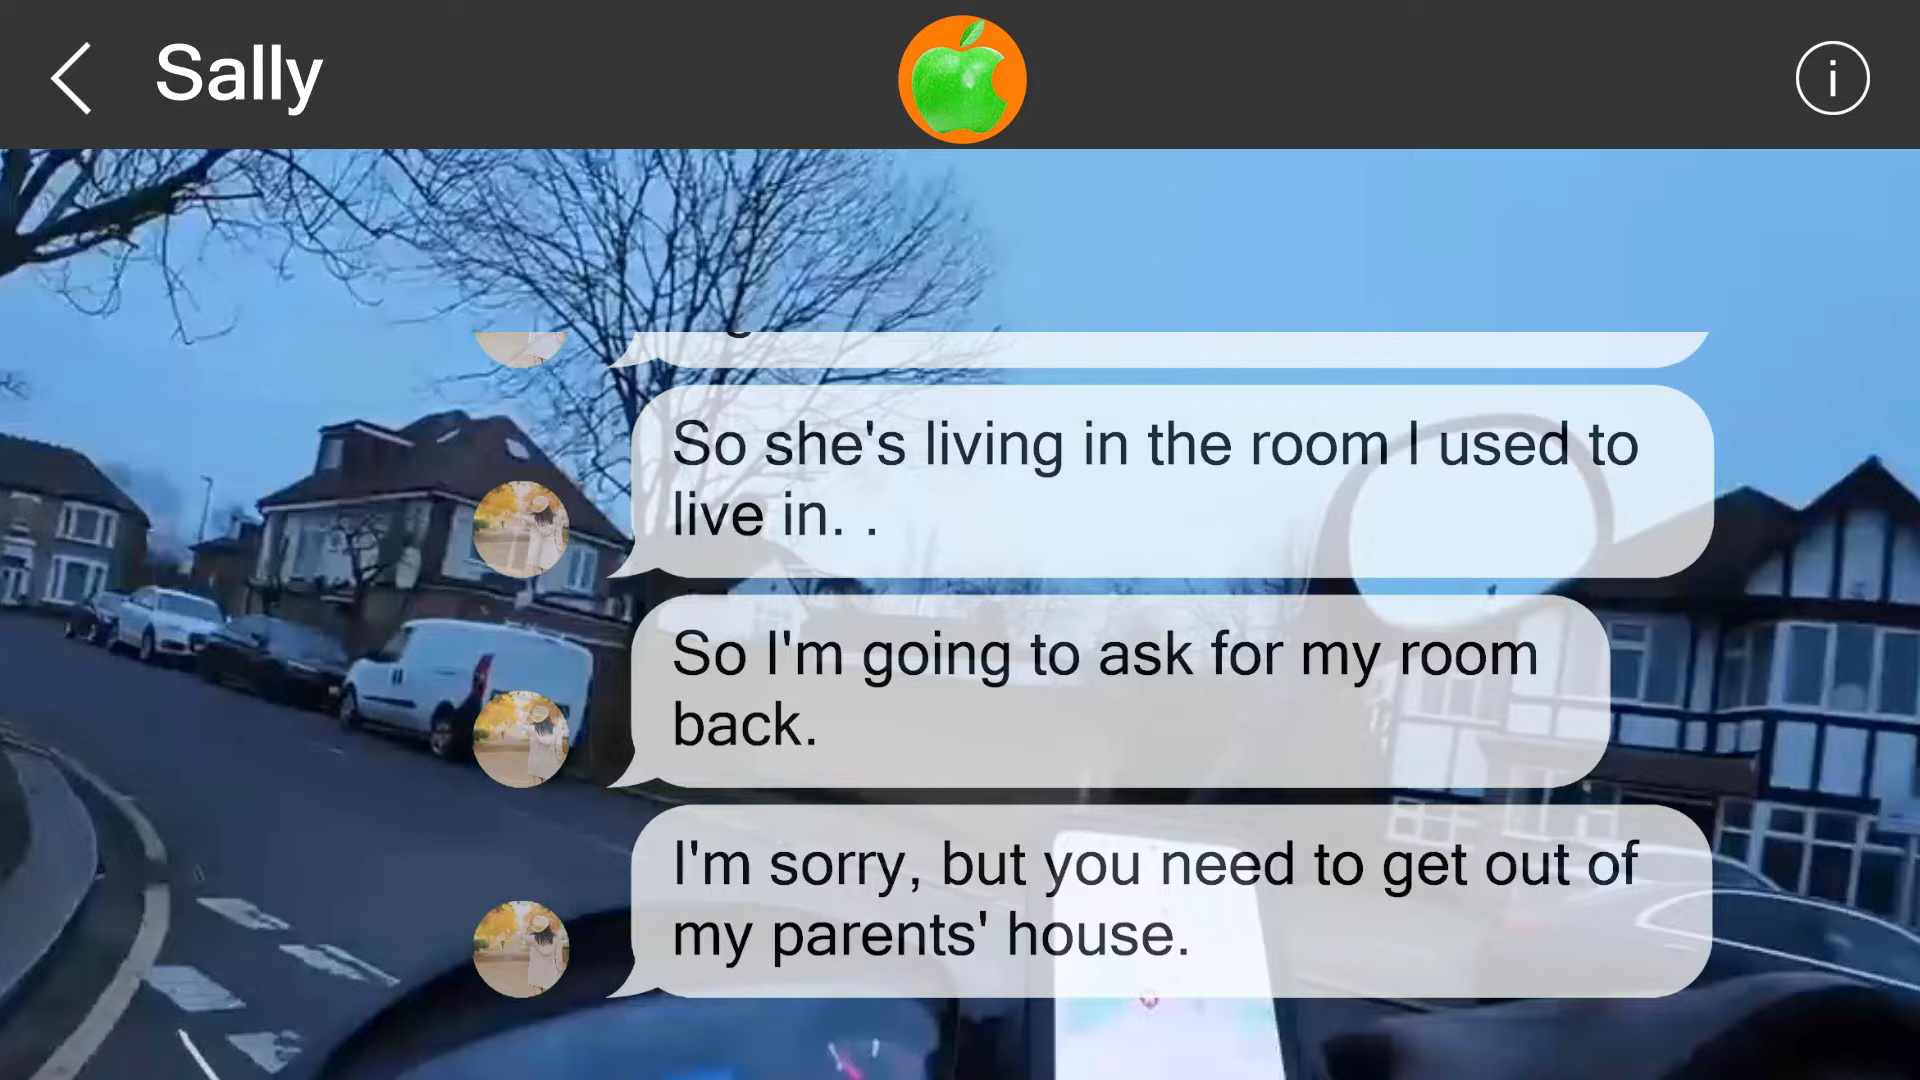 Sally
So she's living in the room I used to
live in. .
So I'm going to ask for my room
back.
I'm sorry, but you need to get out of
my parents' house.